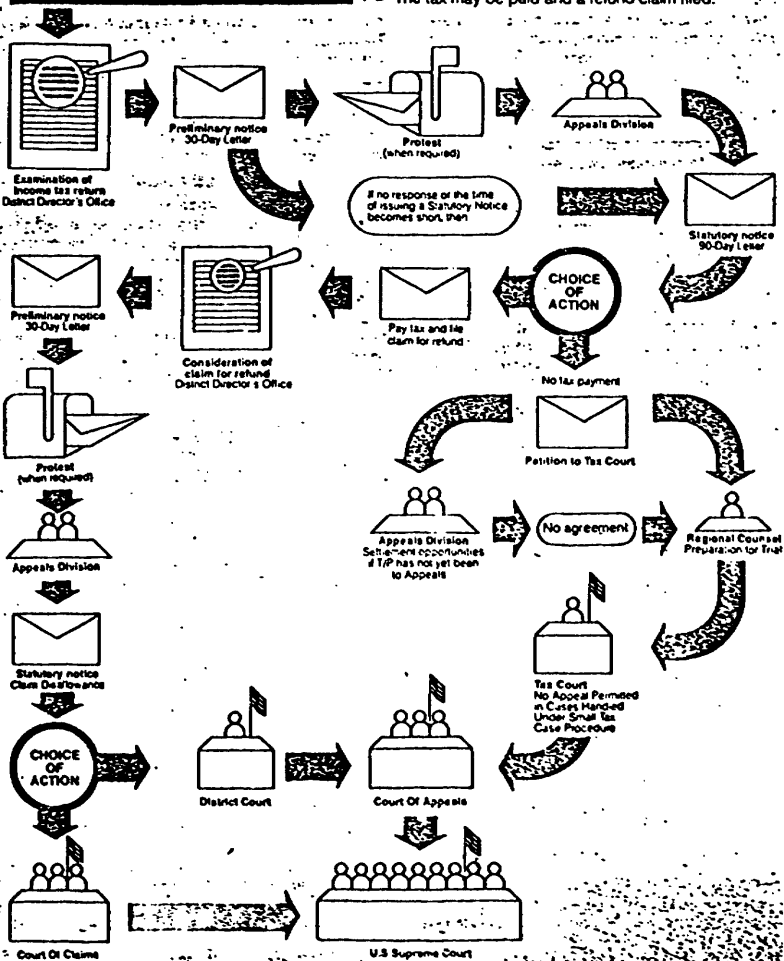 The tax may be paid and a refund claim filed.
Examination of
Income tax return
District Director's Office
Preliminary notice
30-Day Letter
Protest
(when required)
Appeals Division
If no response or the time
of issuing a Statutory Notice
becomes short, then
Statutory notice
90-Day Letter
CHOICE
OF
ACTION
Pay tax and file
claim for refund
Consideration of
claim for refund
District Director's Office
Preliminary notice
30-Day Letter
No tax payment
Petition to Tax Court
Protest
(when required)
Appeals Division
Settlement opportunities
if T/P has not yet been
to Appeals
No agreement
Regional Counsel
Preparation for Trial
Appeals Division
Statutory notice
Claim Disallowance
Tax Court
No Appeal Permitted
in Cases Handled
Under Small Tax
Case Procedure
CHOICE
OF
ACTION
District Court
Court Of Appeals
Court Of Claims
U.S Supreme Court